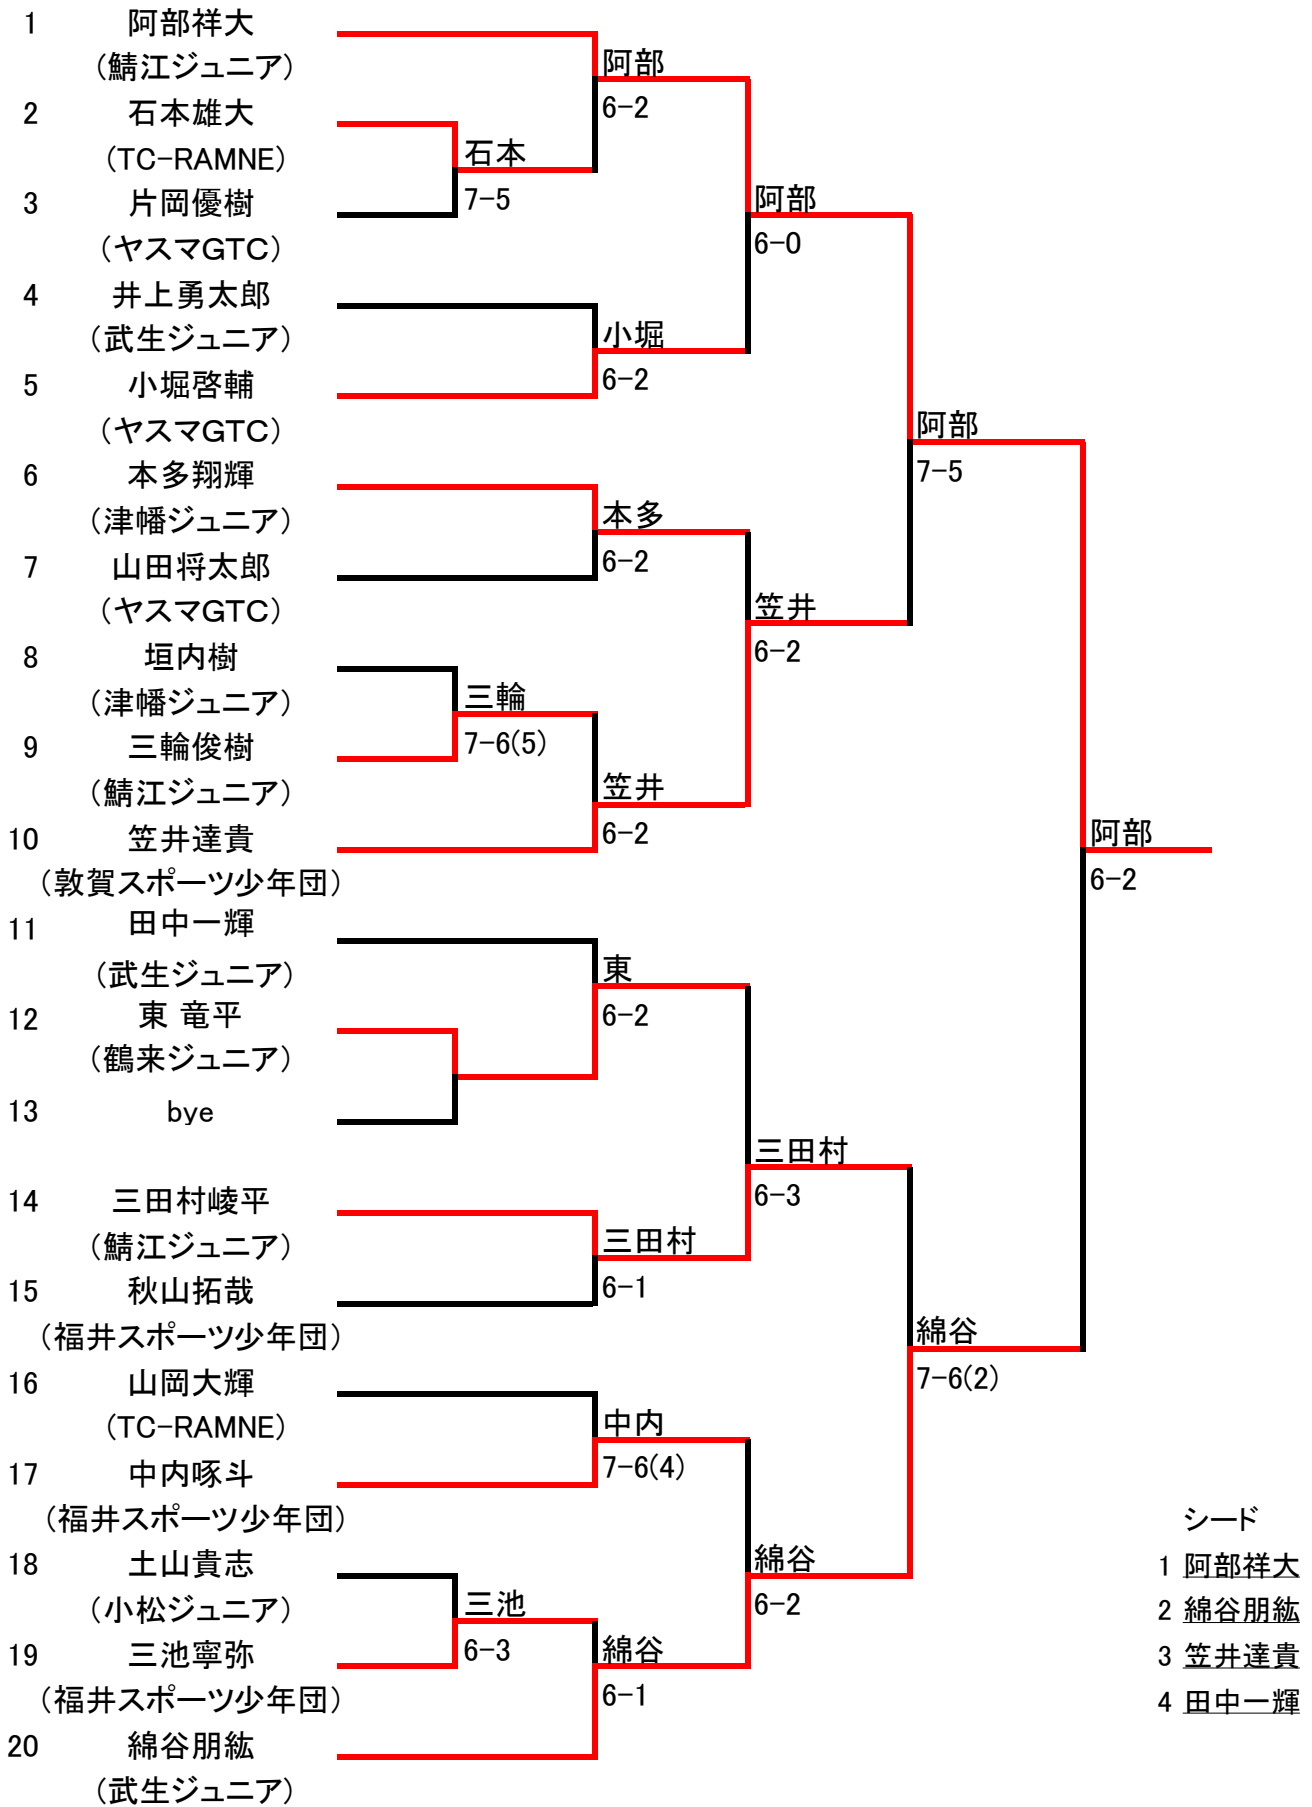 1 阿部祥大
(鯖江ジュニア)
阿部
2 石本雄大
6-2
(TC-RAMNE)
石本
3 片岡優樹
7-5
阿部
(ヤスマGTC)
6-0
4 井上勇太郎
(武生ジュニア)
小堀
5 小堀啓輔
6-2
(ヤスマGTC)
阿部
6 本多翔輝
7-5
(津幡ジュニア)
本多
7 山田将太郎
6-2
(ヤスマGTC)
笠井
8 垣内樹
6-2
(津幡ジュニア)
三輪
9 三輪俊樹
7-6(5)
(鯖江ジュニア)
笠井
10 笠井達貴
6-2
阿部
(敦賀スポーツ少年団)
6-2
11 田中一輝
(武生ジュニア)
東
12 東 竜平
6-2
(鶴来ジュニア)
13 bye
三田村
14 三田村崚平
6-3
(鯖江ジュニア)
三田村
15 秋山拓哉
6-1
(福井スポーツ少年団)
綿谷
16 山岡大輝
7-6(2)
(TC-RAMNE)
中内
17 中内啄斗
7-6(4)
(福井スポーツ少年団)
18 土山貴志
綿谷
(小松ジュニア)
三池
6-2
19 三池寧弥
6-3
綿谷
(福井スポーツ少年団)
6-1
20 綿谷朋紘
(武生ジュニア)
シード
1 阿部祥大
2 綿谷朋紘
3 笠井達貴
4 田中一輝